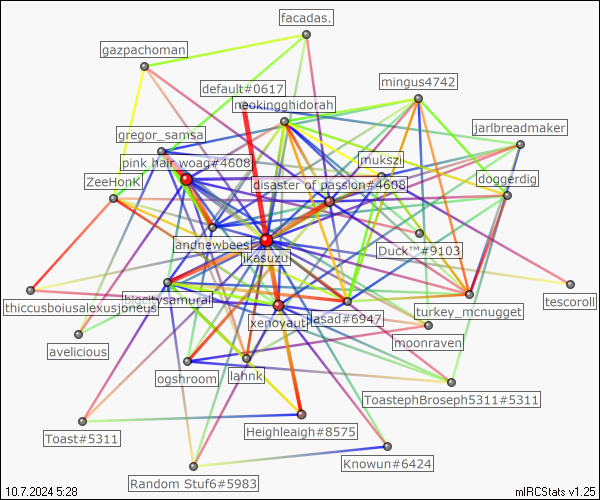 facadas.
gazpachoman
default#0617
mingus4742
neokingghidorah
gregor_samsa
jarlbreadmaker
pink hair woag#4608
mukszi
ZeeHonK
disaster of passion#4608
doggerdig
andnewbees
Duck™#9103
ikasuzu
thiccusboiusalexusjoneus
bigcitysamurai
tescoroll
xenoyaut
lasad#6947
turkey_mcnugget
avelicious
moonraven
ogshroom
lahnk
ToastephBroseph5311#5311
Toast#5311
Heighleaigh#8575
Knowun#6424
Random Stuf6#5983
10.7.2024 5:28
mIRCStats v1.25